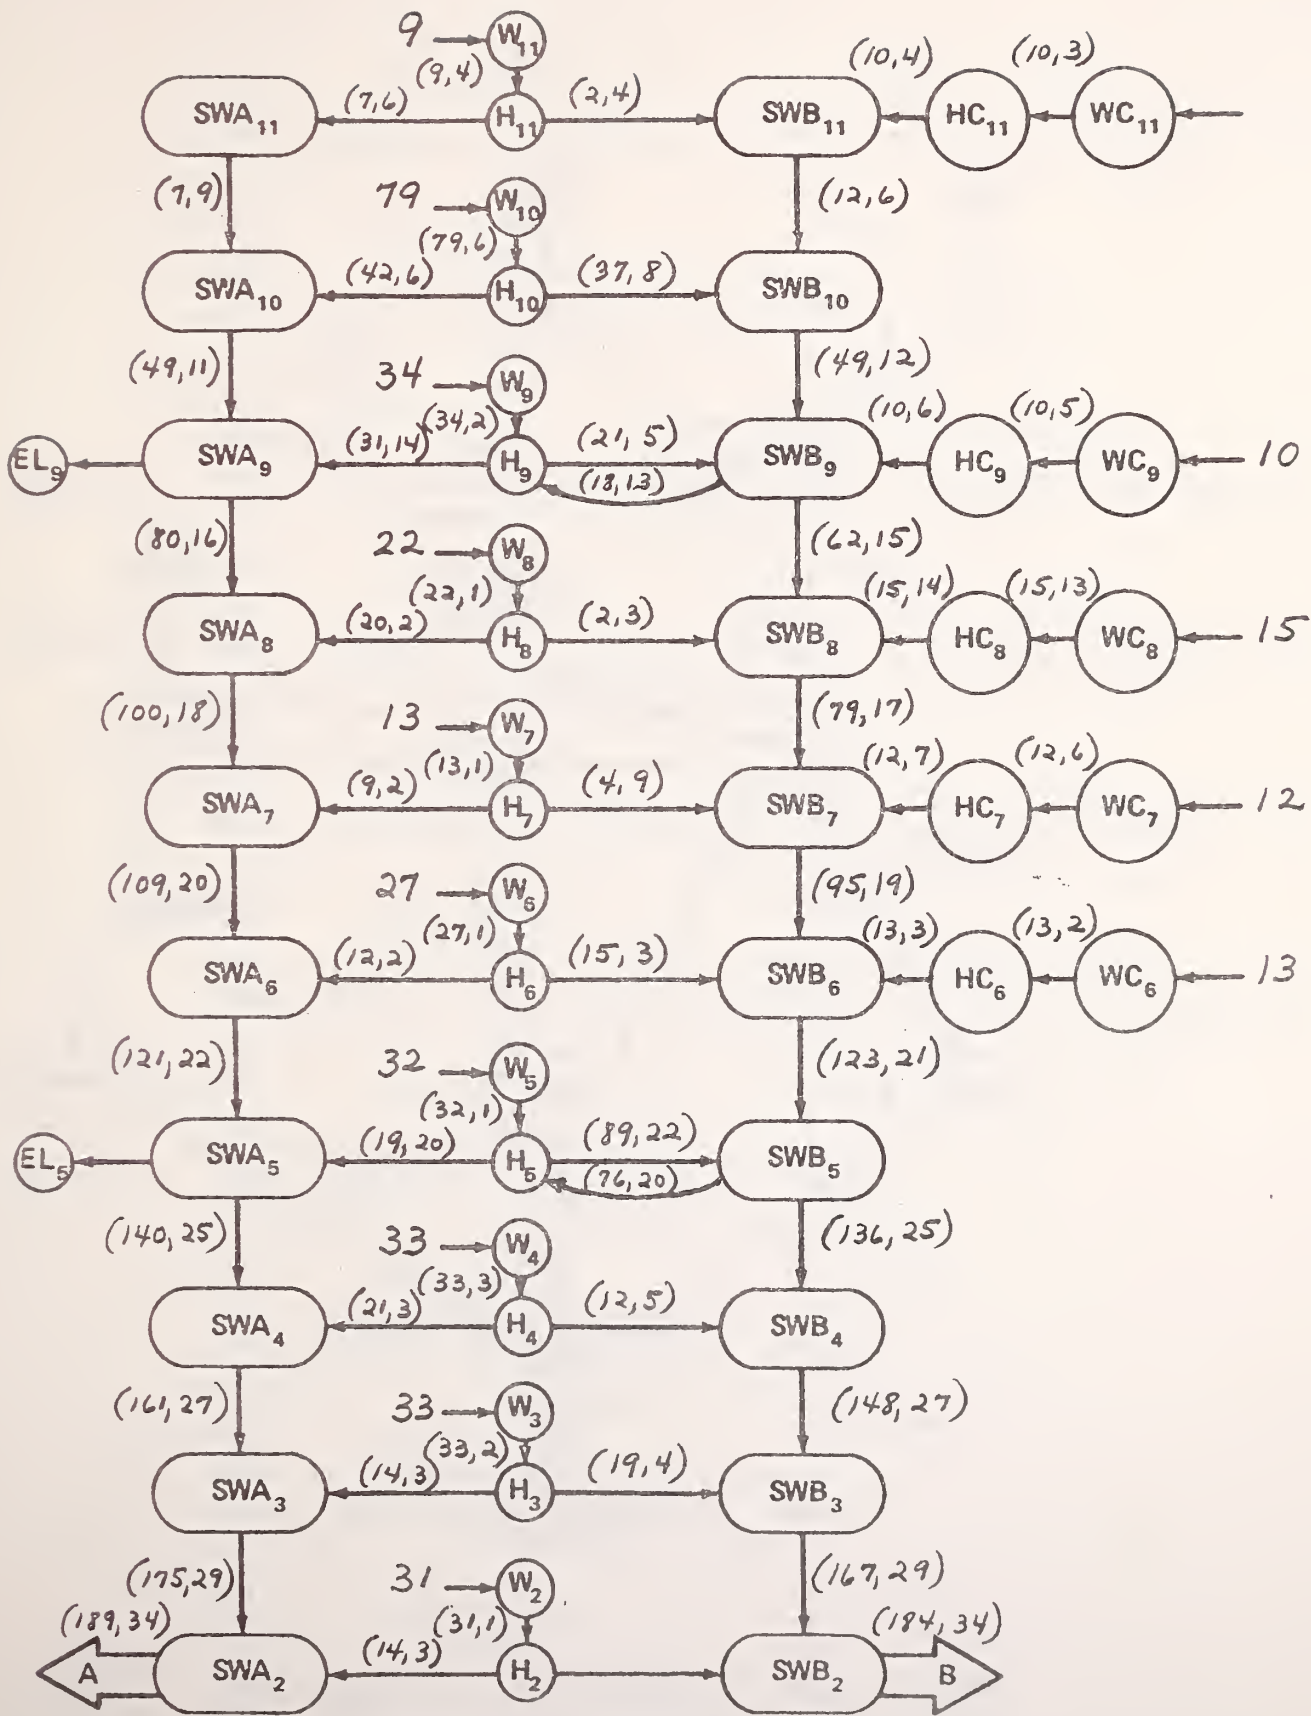 9 W11
(9,4) (10,4) (10,3)
SWA11 (7,6) H11 (2,4) SWB11 HC11 WC11
(7,9) 79 W10 (12,6)
(79,6)
SWA10 (42,6) H10 (37,8) SWB10
(49,11) 34 W9 (49,12)
(34,2) (10,6) (10,5)
EL9 SWA9 (31,14) H9 (21,5) SWB9 HC9 WC9 10
(18,13)
(80,16) 22 W8 (62,15)
(22,1) (15,14) (15,13)
SWA8 (20,2) H8 (2,3) SWB8 HC8 WC8 15
(100,18) 13 W7 (79,17)
(13,1) (12,7) (12,6)
SWA7 (9,2) H7 (4,9) SWB7 HC7 WC7 12
(109,20) 27 W6 (95,19)
(27,1) (13,3) (13,2)
SWA6 (12,2) H6 (15,3) SWB6 HC6 WC6 13
(121,22) 32 W5 (123,21)
(32,1)
EL5 SWA5 (19,20) H5 (89,22) SWB5
(76,20)
(140,25) 33 W4 (136,25)
(33,3)
SWA4 (21,3) H4 (12,5) SWB4
(161,27) 33 W3 (148,27)
(33,2)
SWA3 (14,3) H3 (19,4) SWB3
(175,29) 31 W2 (167,29)
(189,34) (31,1) (184,34)
A SWA2 (14,3) H2 SWB2 B